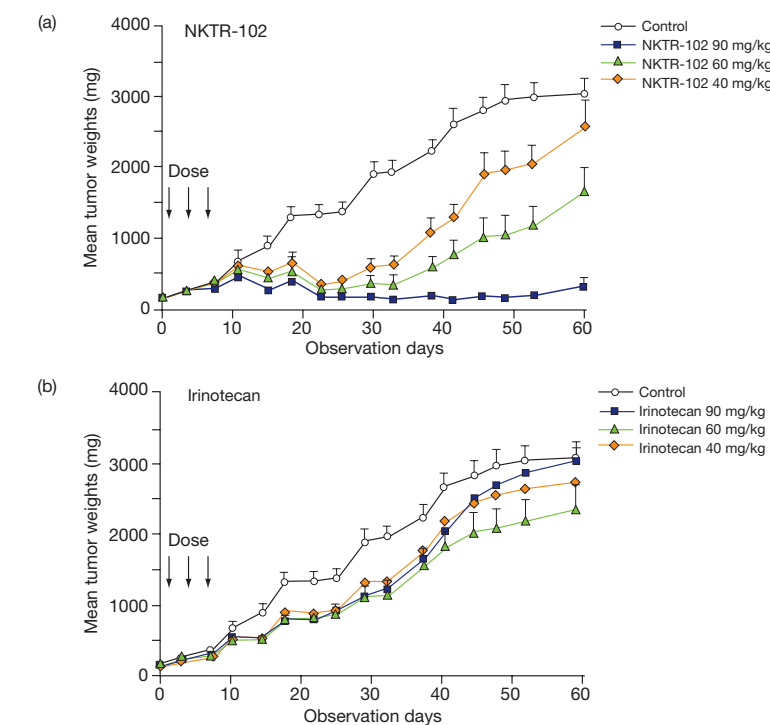 (a)
NKTR-102
Control
NKTR-102 90 mg/kg
NKTR-102 60 mg/kg
NKTR-102 40 mg/kg
Mean tumor weights (mg)
4000
3000
2000
1000
0
Dose
0 10 20 30 40 50 60
Observation days
(b)
Irinotecan
Control
Irinotecan 90 mg/kg
Irinotecan 60 mg/kg
Irinotecan 40 mg/kg
Mean tumor weights (mg)
4000
3000
2000
1000
0
Dose
0 10 20 30 40 50 60
Observation days